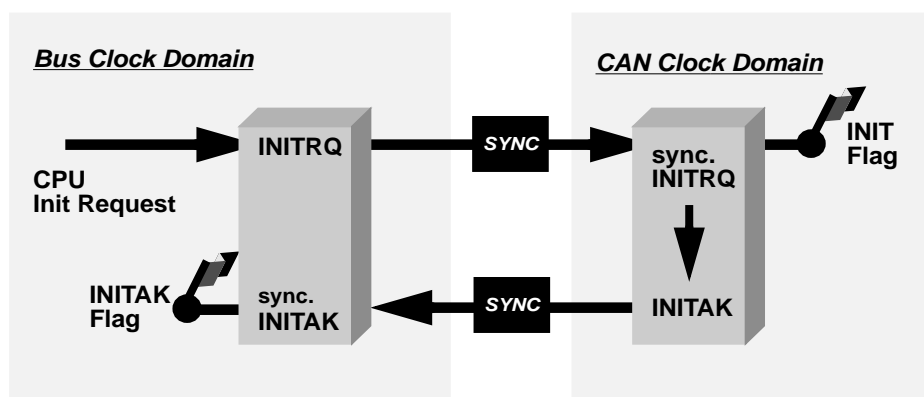 Bus Clock Domain
CAN Clock Domain
INITRQ
SYNC
sync.
INITRQ
INIT
Flag
CPU
Init Request
INITAK
Flag
sync.
INITAK
SYNC
INITAK